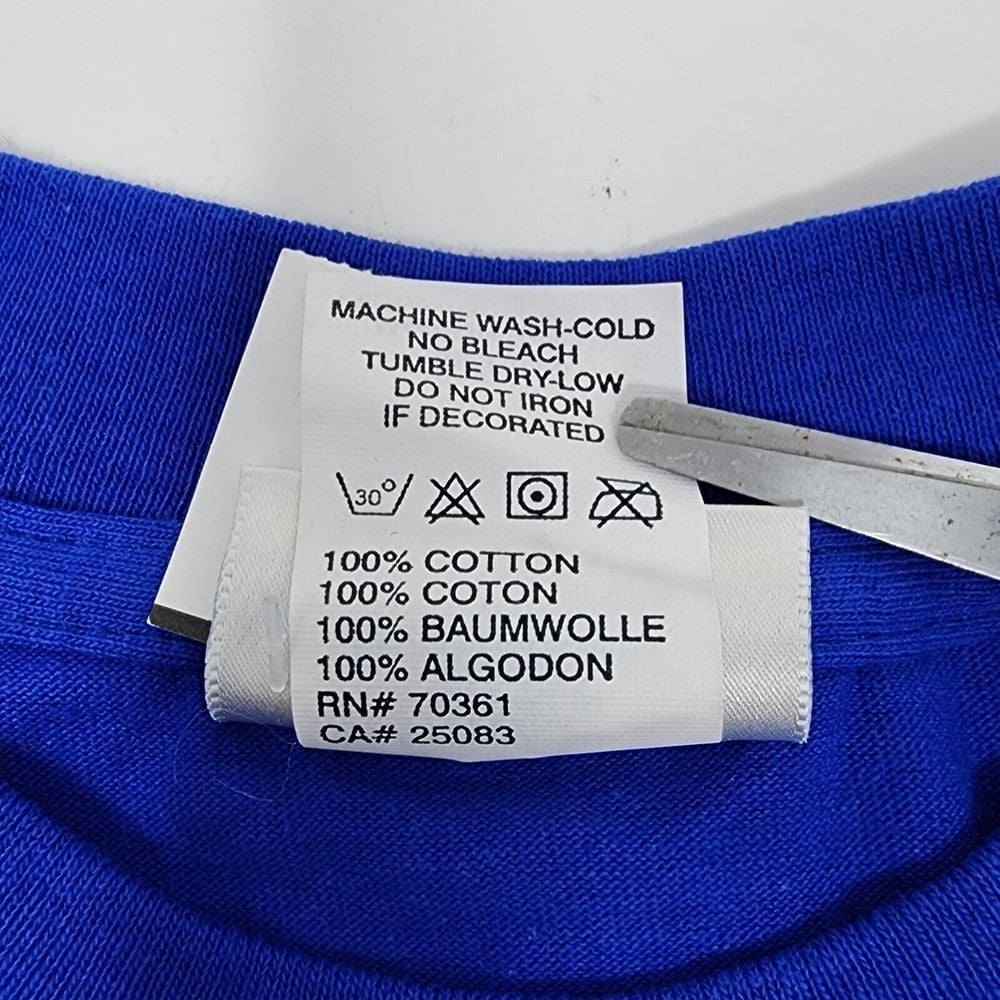 MACHINE WASH-COLD
NO BLEACH
TUMBLE DRY-LOW
DO NOT IRON
IF DECORATED
30°
100% COTTON
100% COTON
100% BAUMWOLLE
100% ALGODON
RN# 70361
CA# 25083